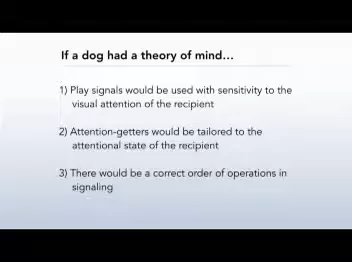 If a dog had a theory of mind...
1) Play signals would be used with sensitivity to the
visual attention of the recipient
2) Attention-getters would be tailored to the
attentional state of the recipient
3) There would be a correct order of operations in
signaling